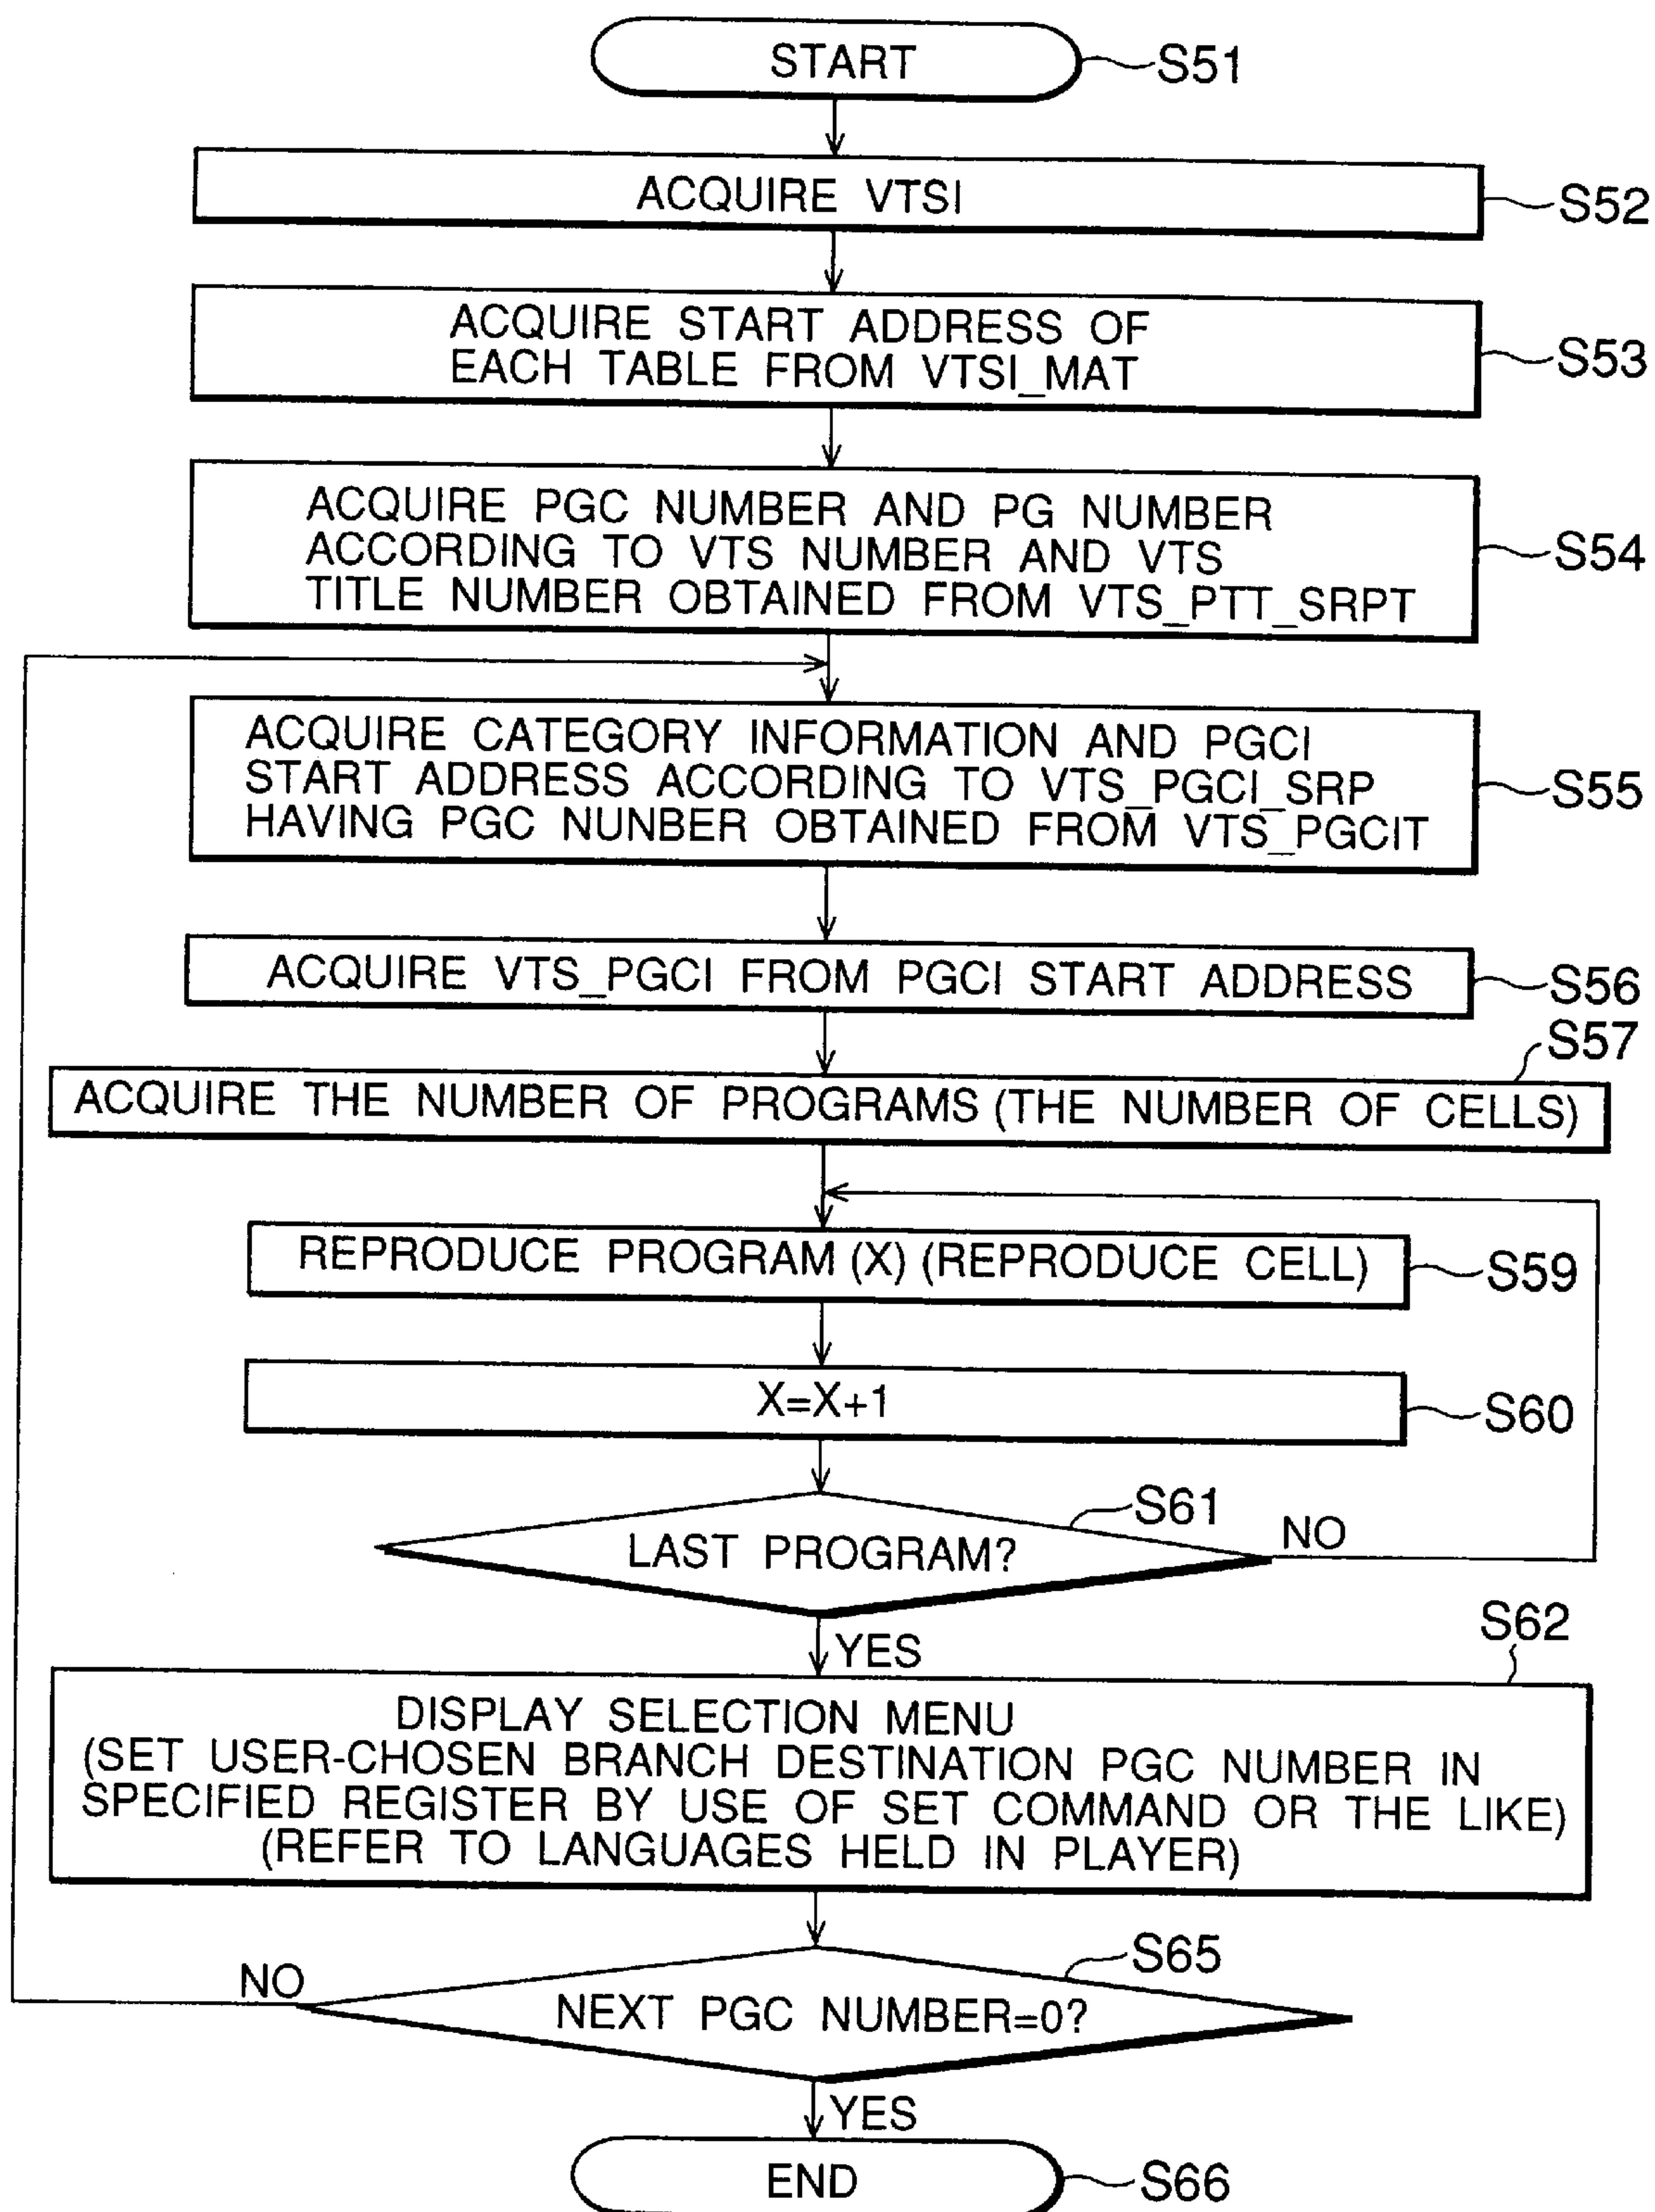 START
S51
ACQUIRE VTSI
S52
ACQUIRE START ADDRESS OF
EACH TABLE FROM VTSI_MAT
S53
ACQUIRE PGC NUMBER AND PG NUMBER
ACCORDING TO VTS NUMBER AND VTS
TITLE NUMBER OBTAINED FROM VTS_PTT_SRPT
S54
ACQUIRE CATEGORY INFORMATION AND PGCI
START ADDRESS ACCORDING TO VTS_PGCI_SRP
HAVING PGC NUNBER OBTAINED FROM VTS_PGCIT
S55
ACQUIRE VTS_PGCI FROM PGCI START ADDRESS
S56
S57
ACQUIRE THE NUMBER OF PROGRAMS (THE NUMBER OF CELLS)
REPRODUCE PROGRAM (X) (REPRODUCE CELL)
S59
X=X+1
S60
S61
LAST PROGRAM?
NO
YES
S62
DISPLAY SELECTION MENU
(SET USER-CHOSEN BRANCH DESTINATION PGC NUMBER IN
SPECIFIED REGISTER BY USE OF SET COMMAND OR THE LIKE)
(REFER TO LANGUAGES HELD IN PLAYER)
S65
NO
NEXT PGC NUMBER=0?
YES
END
S66